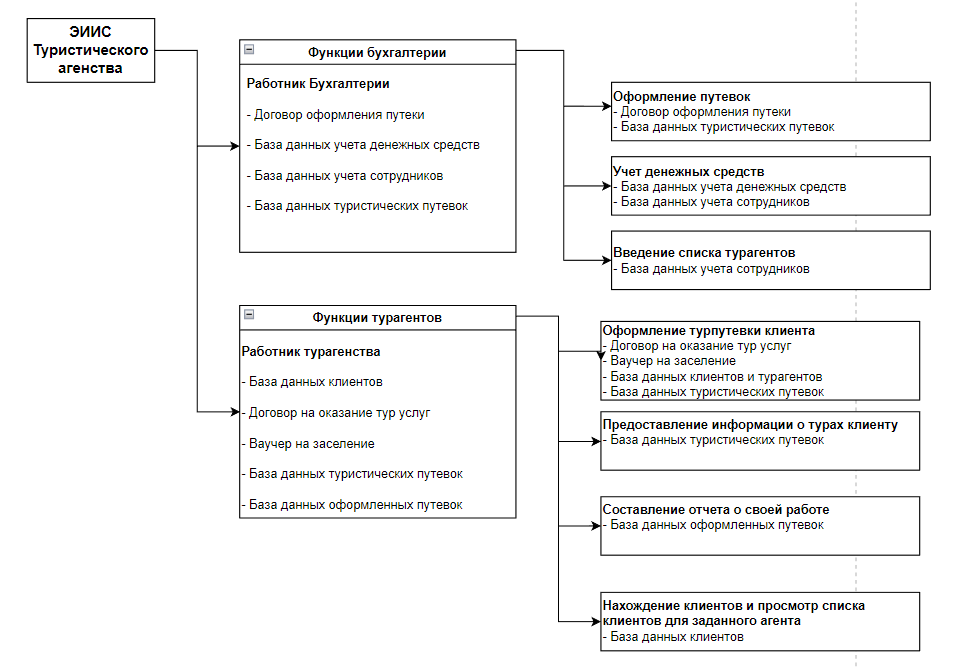 ЭИИС
Туристического
агенства
Функции бухгалтерии
Работник Бухгалтерии
- Договор оформления путеки
- База данных учета денежных средств
- База данных учета сотрудников
- База данных туристических путевок
Оформление путевок
- Договор оформления путеки
- База данных туристических путевок
Учет денежных средств
- База данных учета денежных средств
- База данных учета сотрудников
Введение списка турагентов
- База данных учета сотрудников
Функции турагентов
Работник турагенства
- База данных клиентов
- Договор на оказание тур услуг
- Ваучер на заселение
- База данных туристических путевок
- База данных оформленных путевок
Оформление турпутевки клиента
- Договор на оказание тур услуг
- Ваучер на заселение
- База данных клиентов и турагентов
- База данных туристических путевок
Предоставление информации о турах клиенту
- База данных туристических путевок
Составление отчета о своей работе
- База данных оформленных путевок
Нахождение клиентов и просмотр списка
клиентов для заданного агента
- База данных клиентов